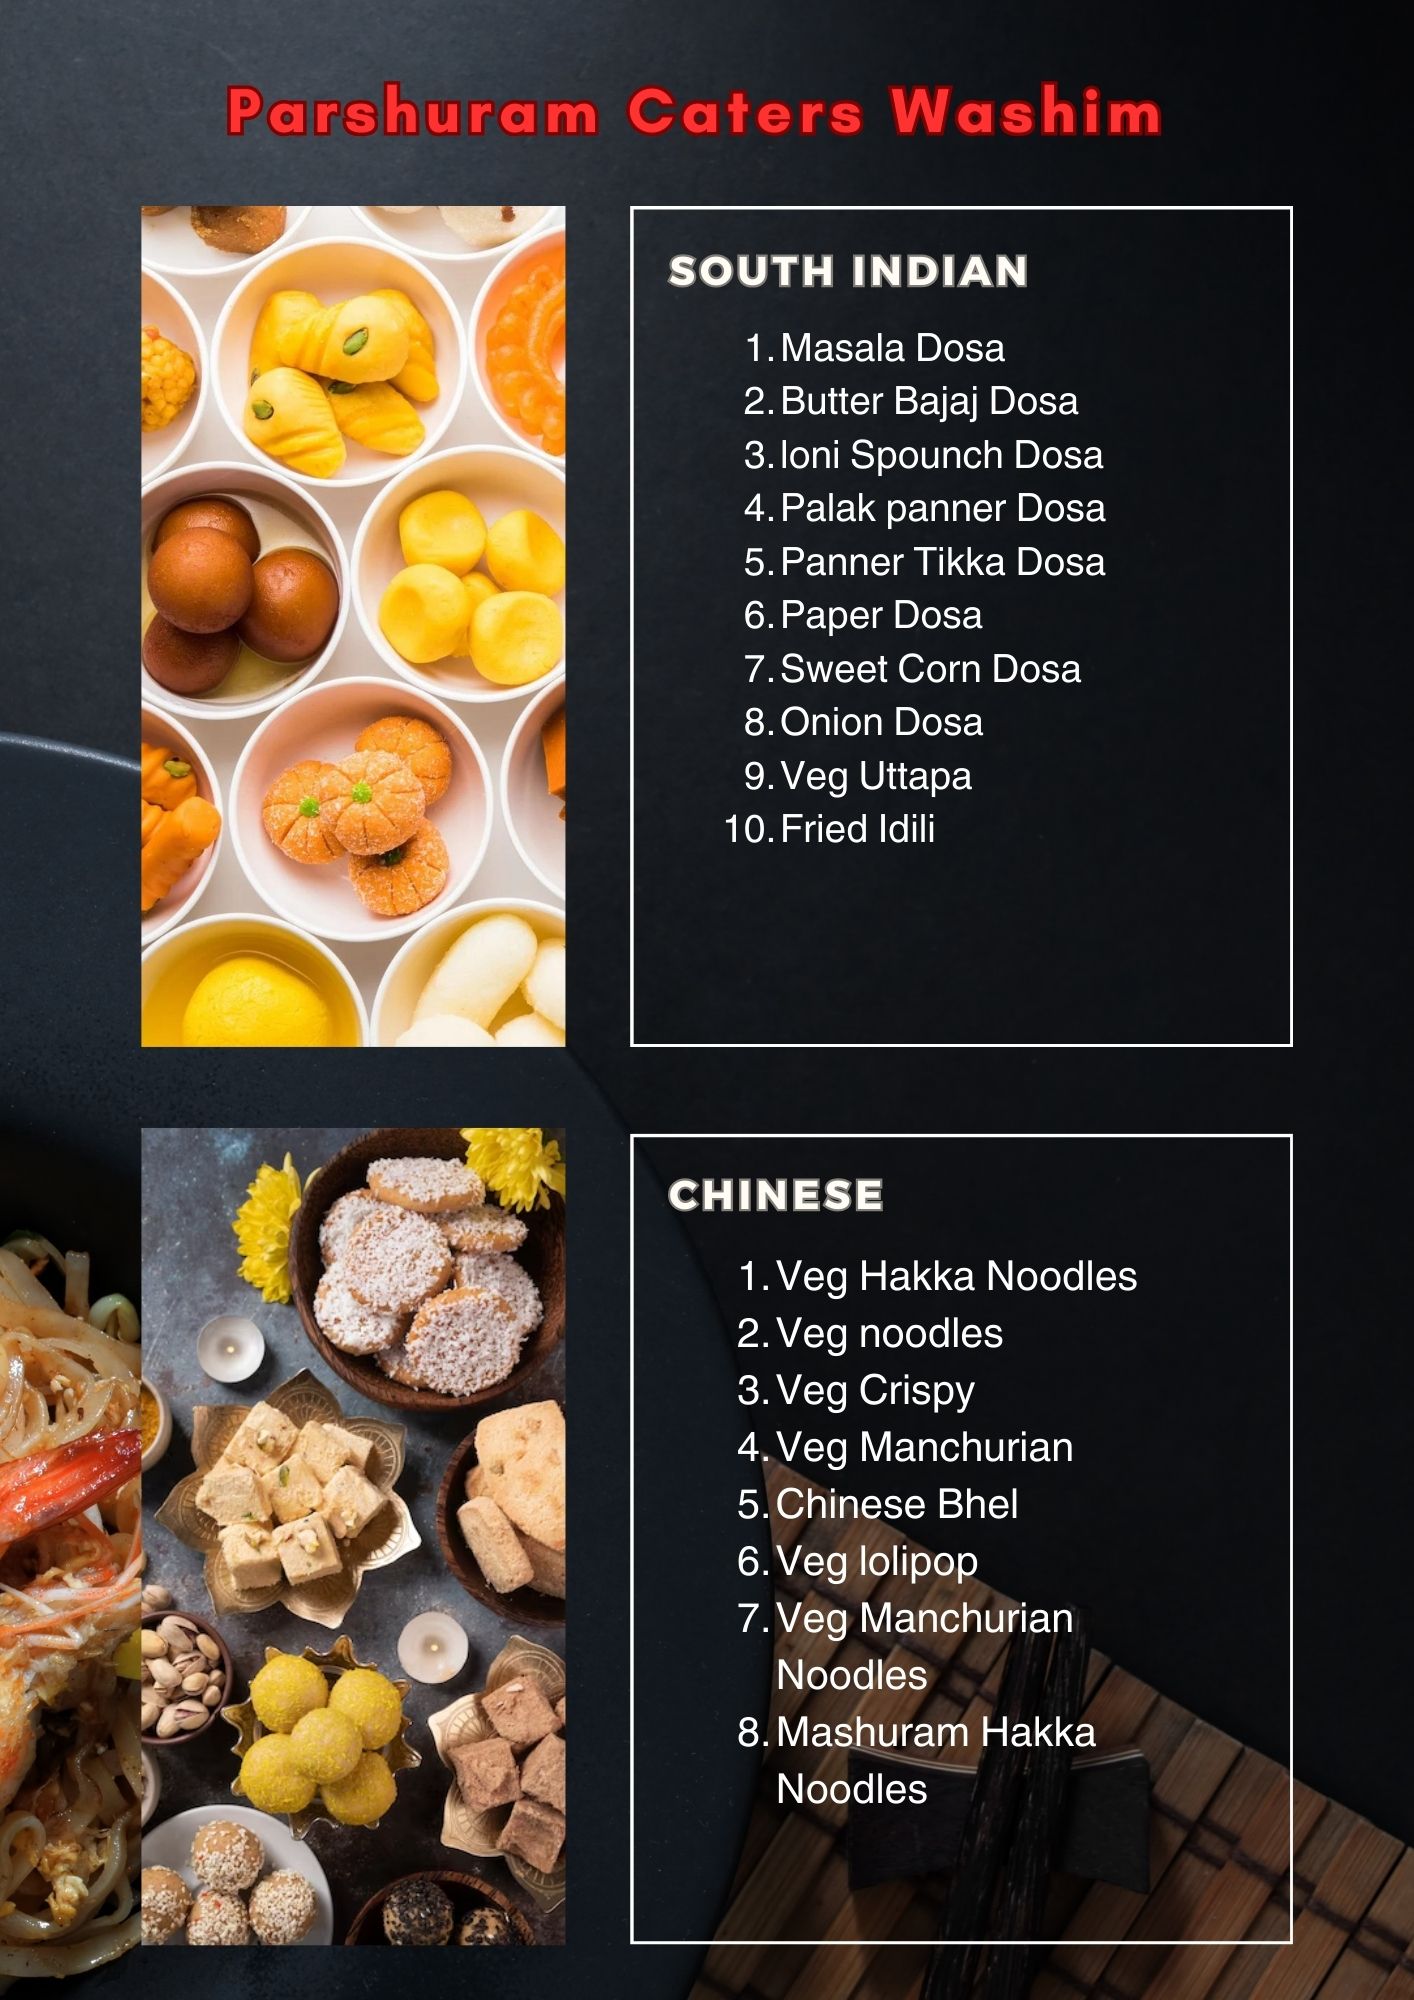 Parshuram Caters Washim
SOUTH INDIAN
1. Masala Dosa
2. Butter Bajaj Dosa
3. loni Spounch Dosa
4. Palak panner Dosa
5. Panner Tikka Dosa
6. Paper Dosa
7. Sweet Corn Dosa
8. Onion Dosa
9. Veg Uttapa
10. Fried Idili
CHINESE
1. Veg Hakka Noodles
2. Veg noodles
3. Veg Crispy
4. Veg Manchurian
5. Chinese Bhel
6. Veg lolipop
7. Veg Manchurian
Noodles
8. Mashuram Hakka
Noodles